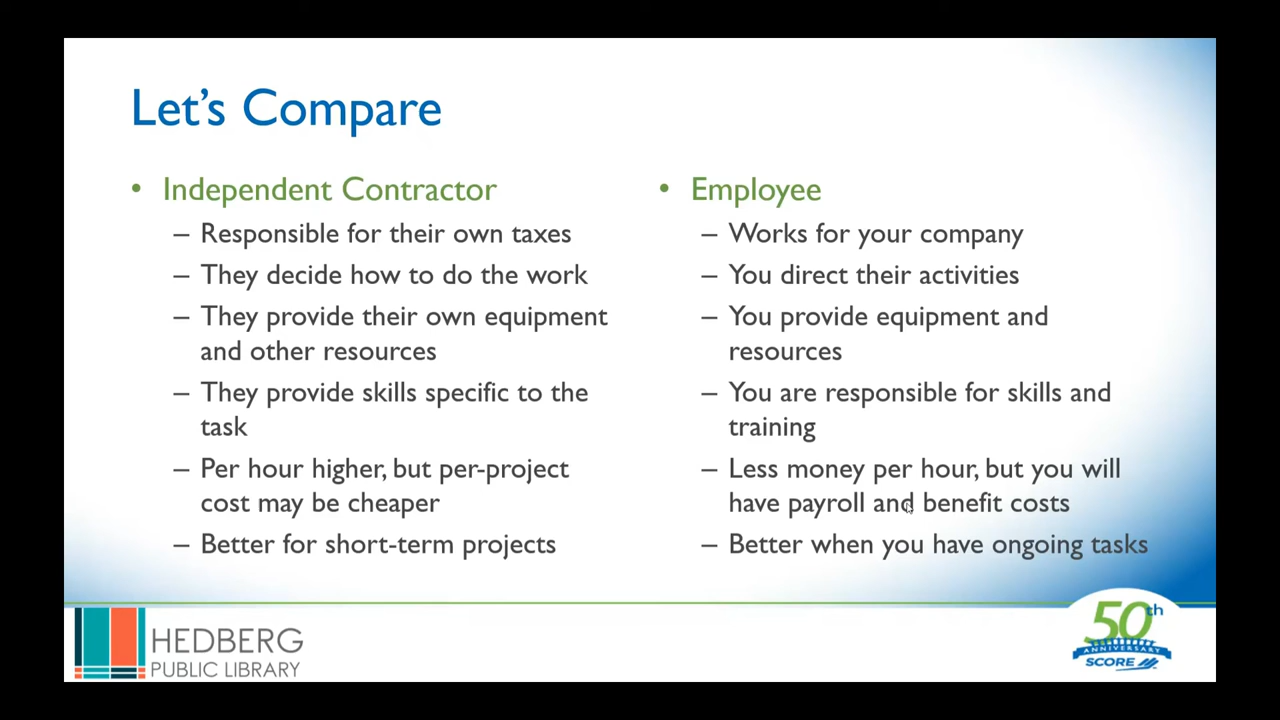 Let's Compare
• Independent Contractor
– Responsible for their own taxes
– They decide how to do the work
– They provide their own equipment
and other resources
– They provide skills specific to the
task
– Per hour higher, but per-project
cost may be cheaper
– Better for short-term projects
• Employee
– Works for your company
– You direct their activities
– You provide equipment and
resources
– You are responsible for skills and
training
– Less money per hour, but you will
have payroll and benefit costs
– Better when you have ongoing tasks
HEDBERG
PUBLIC LIBRARY
50th
ANNIVERSARY
SCORE